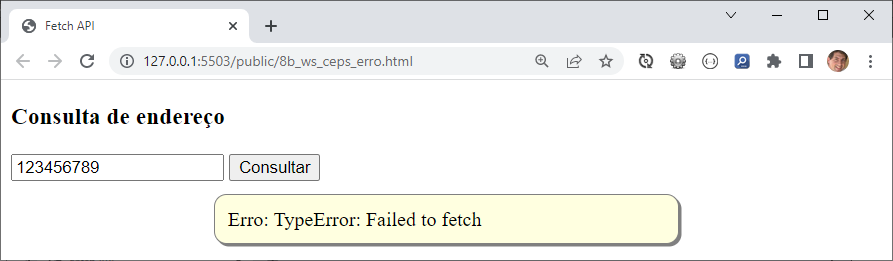 Fetch API
127.0.0.1:5503/public/8b_ws_ceps_erro.html
Consulta de endereço
123456789 Consultar
Erro: TypeError: Failed to fetch